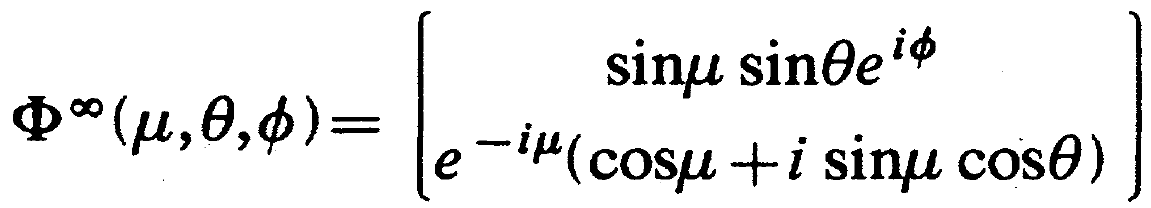 sinμ sinθe^{iϕ}
Φ^∞(μ,θ,ϕ)=
e^{−iμ}(cosμ + i sinμ cosθ)